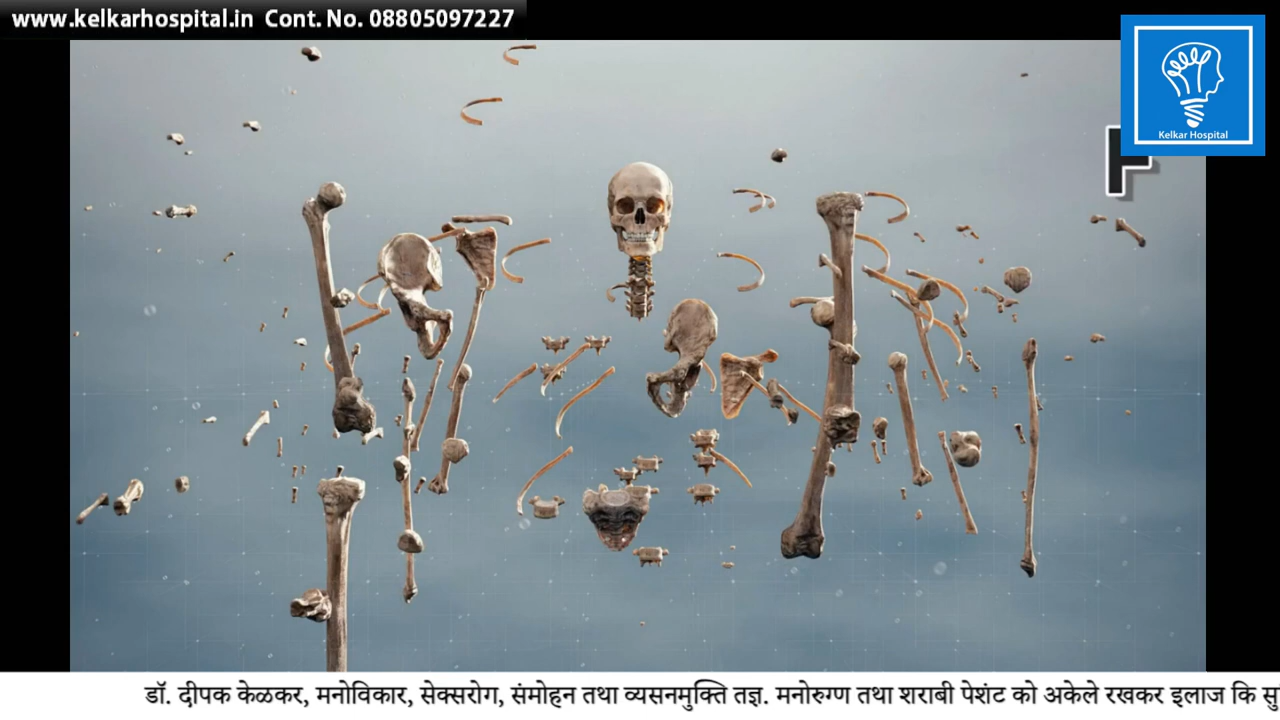 www.kelkarhospital.in Cont. No. 08805097227
Kelkar Hospital
डॉ. दीपक केळकर, मनोविकार, सेक्सरोग, संमोहन तथा व्यसनमुक्ति तज्ञ. मनोरुग्ण तथा शराबी पेशंट को अकेले रखकर इलाज कि